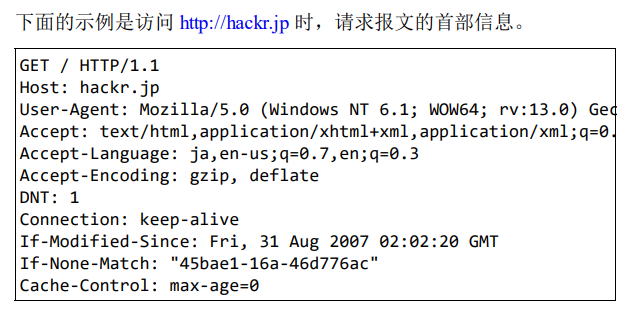 下面的示例是访问 http://hackr.jp 时，请求报文的首部信息。
GET / HTTP/1.1
Host: hackr.jp
User-Agent: Mozilla/5.0 (Windows NT 6.1; WOW64; rv:13.0) Gec
Accept: text/html,application/xhtml+xml,application/xml;q=0.
Accept-Language: ja,en-us;q=0.7,en;q=0.3
Accept-Encoding: gzip, deflate
DNT: 1
Connection: keep-alive
If-Modified-Since: Fri, 31 Aug 2007 02:02:20 GMT
If-None-Match: "45bae1-16a-46d776ac"
Cache-Control: max-age=0